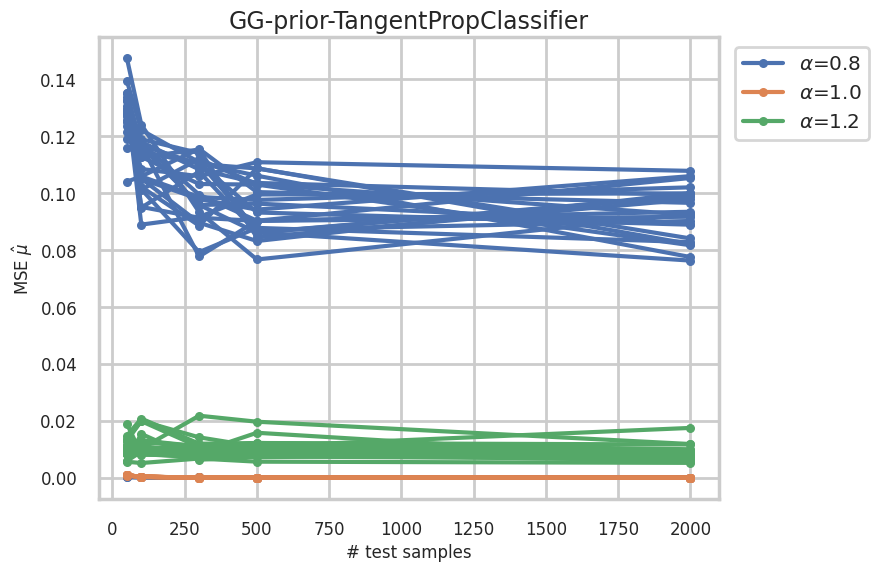 GG-prior-TangentPropClassifier
α=0.8
α=1.0
α=1.2
MSE μ̂
0.14
0.12
0.10
0.08
0.06
0.04
0.02
0.00
0 250 500 750 1000 1250 1500 1750 2000
# test samples